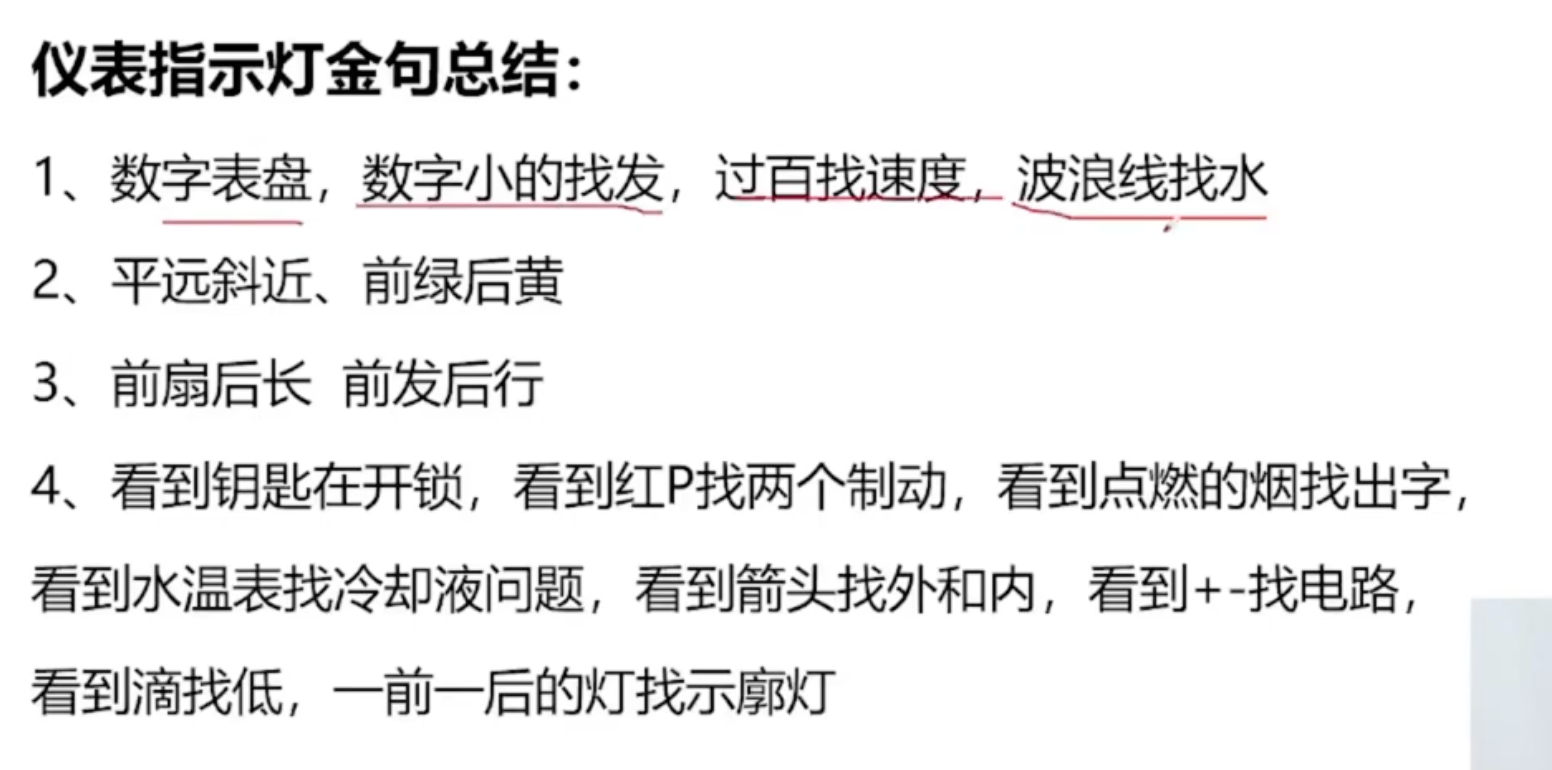 仪表指示灯金句总结：
1、数字表盘，数字小的找发，过百找速度，波浪线找水
2、平远斜近、前绿后黄
3、前扇后长 前发后行
4、看到钥匙在开锁，看到红P找两个制动，看到点燃的烟找出字，
看到水温表找冷却液问题，看到箭头找外和内，看到+-找电路，
看到滴找低，一前一后的灯找示廓灯